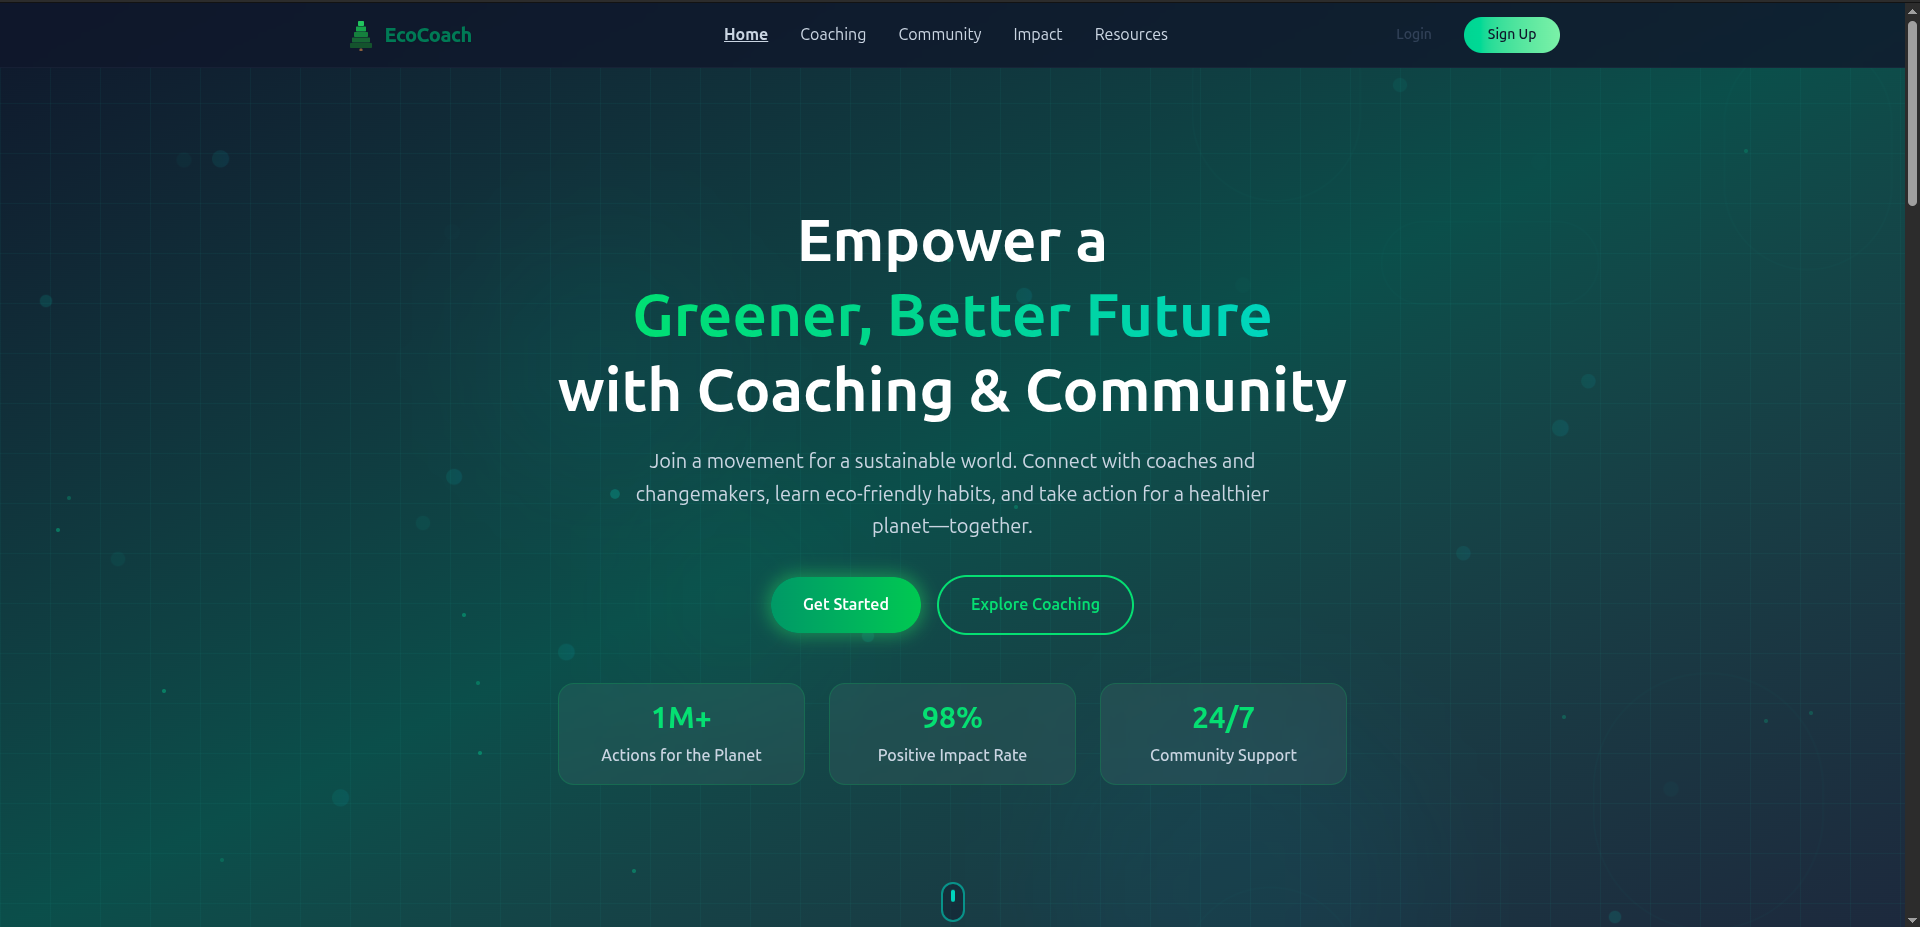 EcoCoach
Home
Coaching
Community
Impact
Resources
Login
Sign Up
Empower a
Greener, Better Future
with Coaching & Community
Join a movement for a sustainable world. Connect with coaches and
changemakers, learn eco-friendly habits, and take action for a healthier
planet—together.
Get Started
Explore Coaching
1M+
Actions for the Planet
98%
Positive Impact Rate
24/7
Community Support